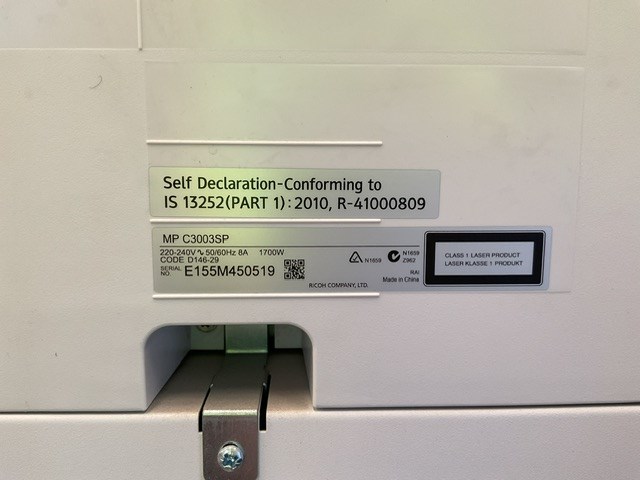 Self Declaration-Conforming to
IS 13252(PART 1):2010, R-41000809
MP C3003SP
220-240V ∿ 50/60Hz 8A 1700W
CODE D146-29
SERIAL NO. E155M450519
RICOH COMPANY, LTD.
N1659
N1659
Z962
RAI
Made in China
CLASS 1 LASER PRODUCT
LASER KLASSE 1 PRODUKT